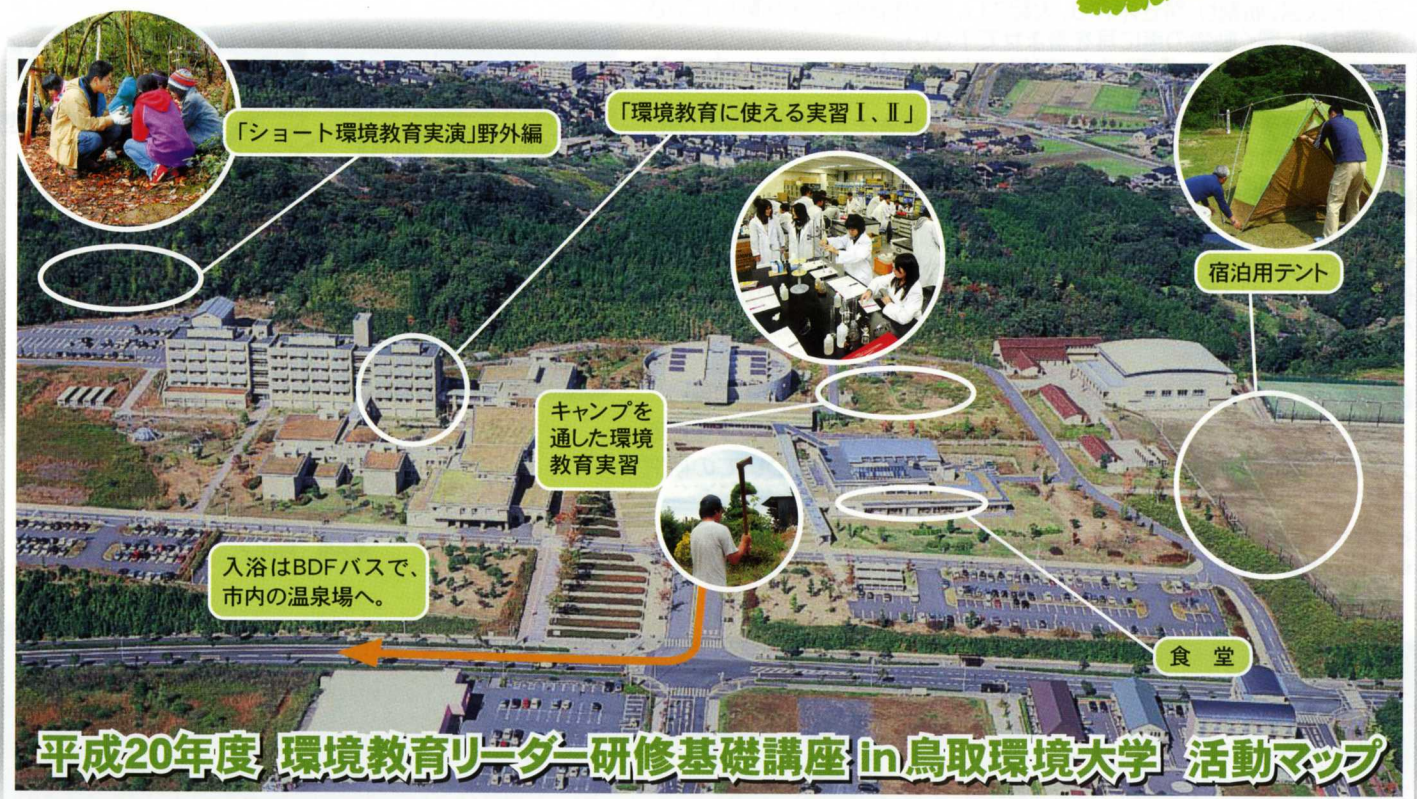 「ショート環境教育実演」野外編
「環境教育に使える実習Ⅰ、Ⅱ」
宿泊用テント
キャンプを
通した環境
教育実習
入浴はBDFバスで、
市内の温泉場へ。
食 堂
平成20年度 環境教育リーダー研修基礎講座 in 鳥取環境大学 活動マップ